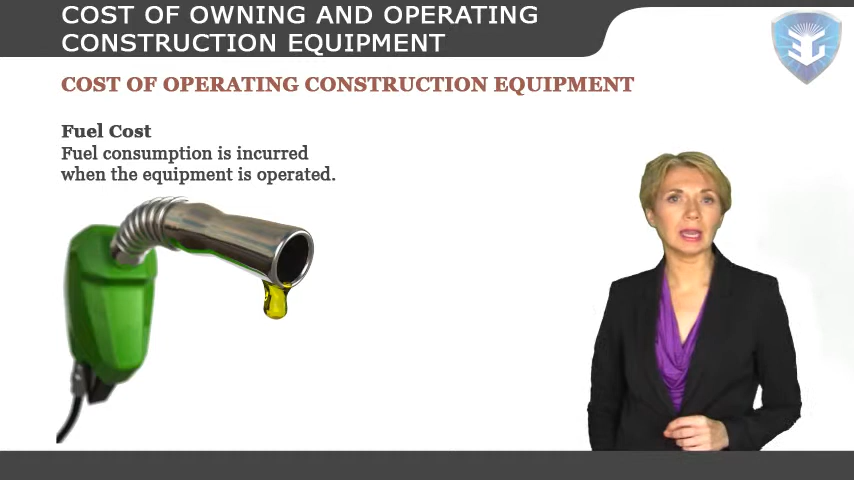 COST OF OWNING AND OPERATING
CONSTRUCTION EQUIPMENT
COST OF OPERATING CONSTRUCTION EQUIPMENT
Fuel Cost
Fuel consumption is incurred
when the equipment is operated.